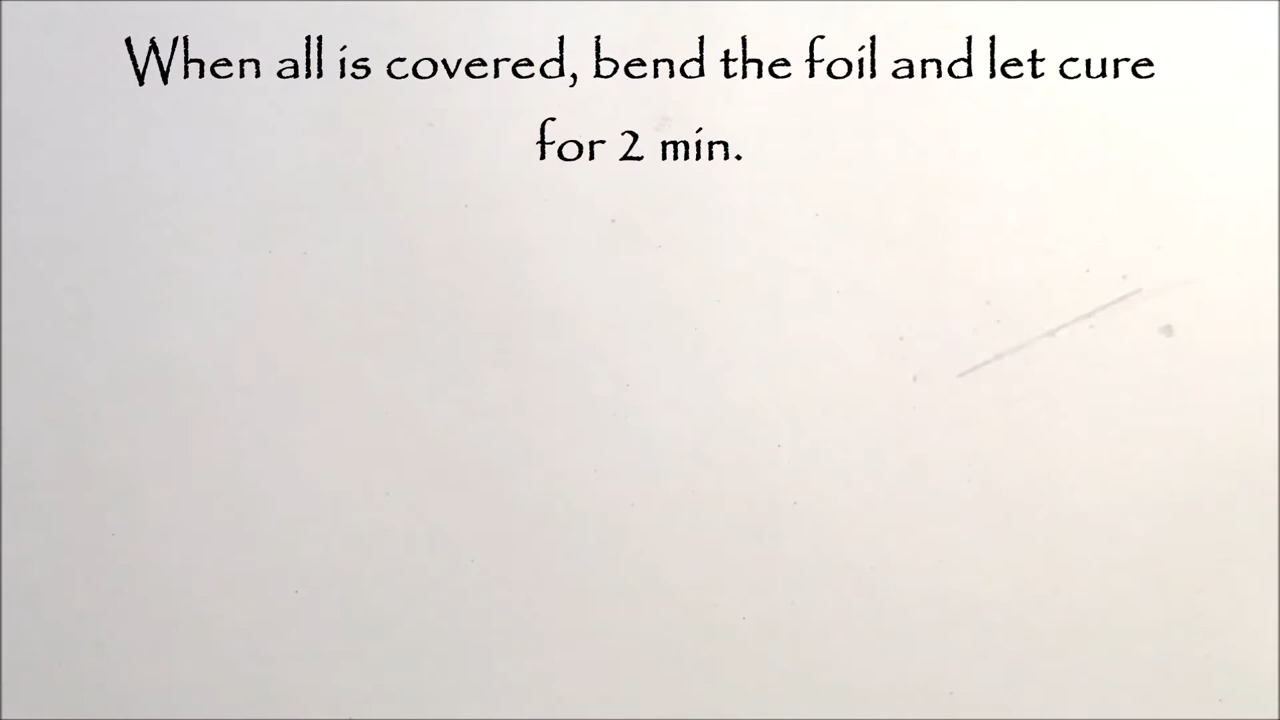 When all is covered, bend the foil and let cure
for 2 min.